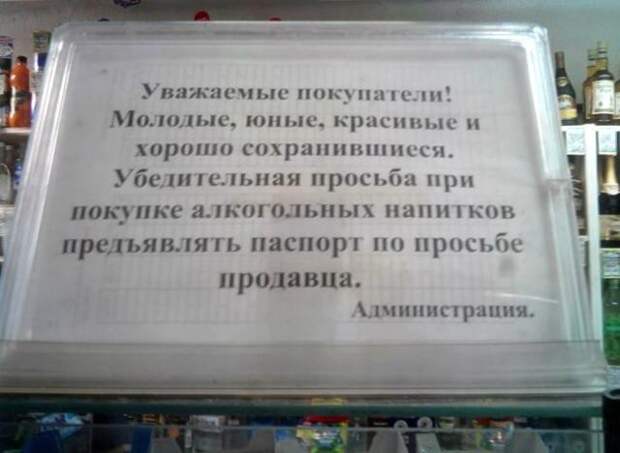 Уважаемые покупатели!
Молодые, юные, красивые и
хорошо сохранившиеся.
Убедительная просьба при
покупке алкогольных напитков
предъявлять паспорт по просьбе
продавца.
Администрация.